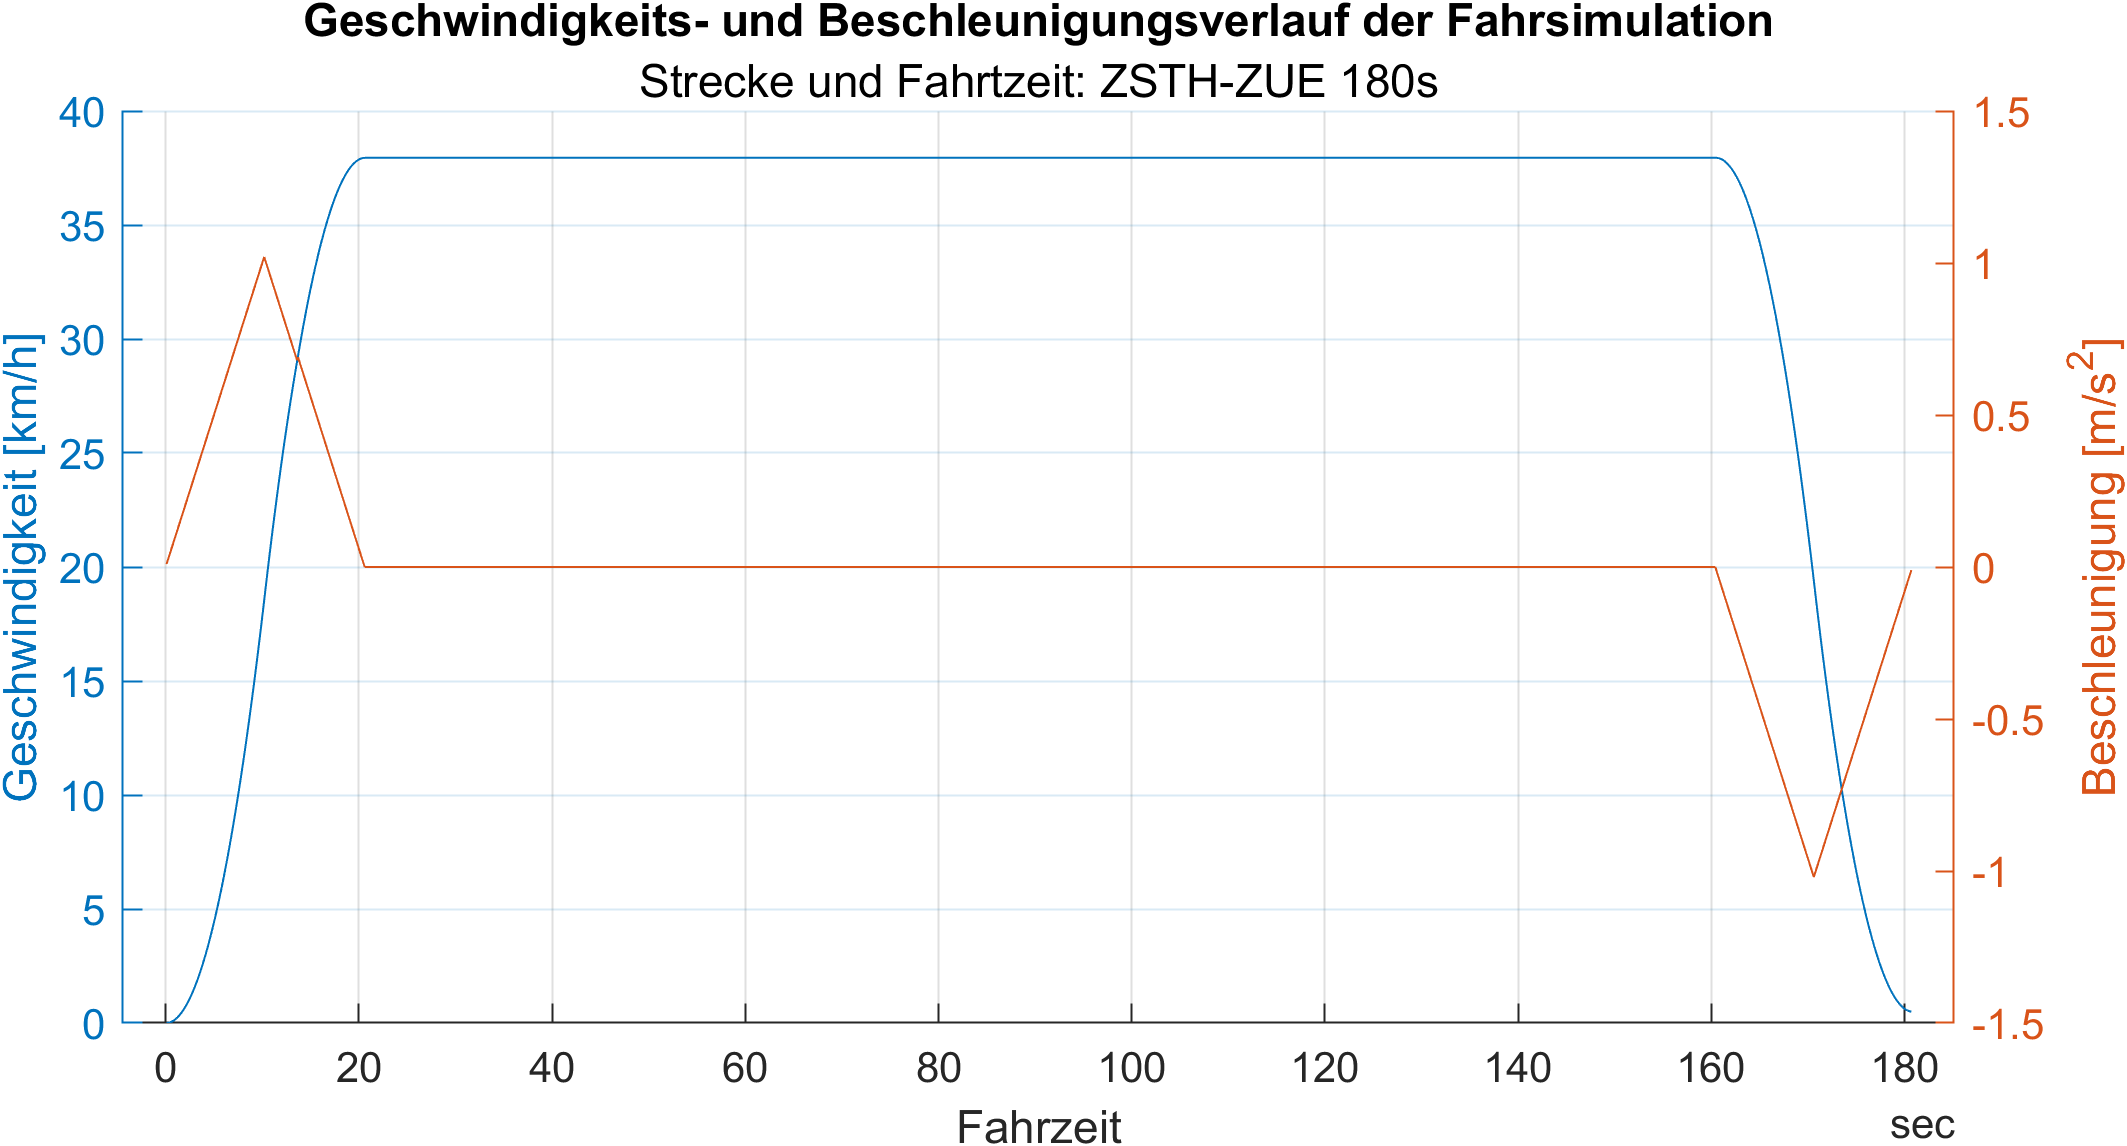 Geschwindigkeits- und Beschleunigungsverlauf der Fahrsimulation
Strecke und Fahrtzeit: ZSTH-ZUE 180s
Geschwindigkeit [km/h]
40
35
30
25
20
15
10
5
0
1.5
1
0.5
0
-0.5
-1
-1.5
Beschleunigung [m/s²]
0 20 40 60 80 100 120 140 160 180
Fahrzeit
sec